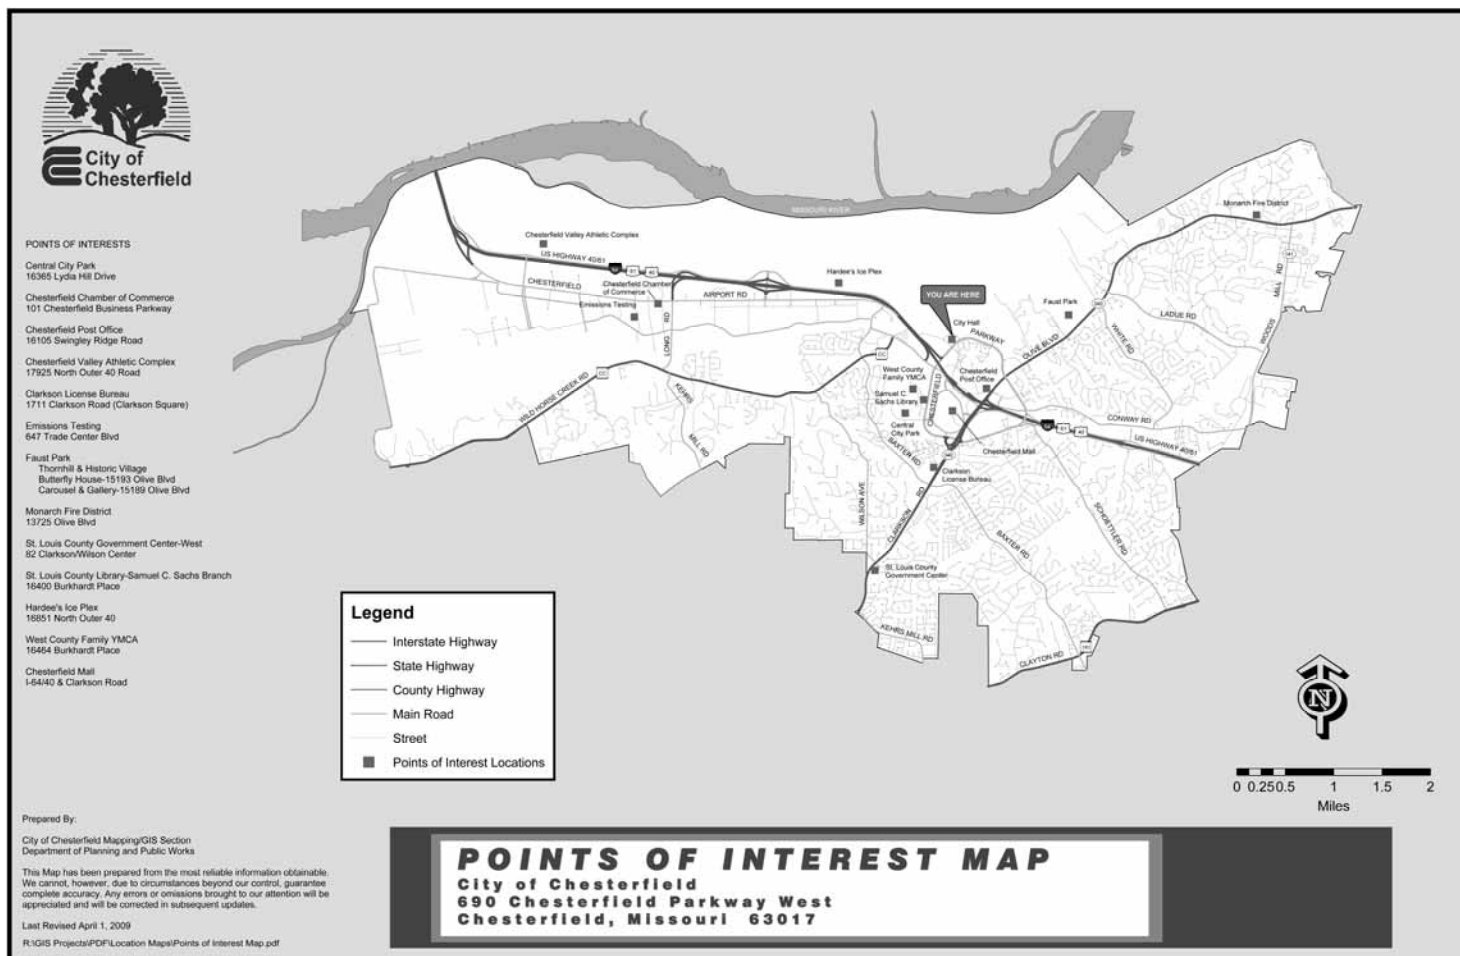 City of
Chesterfield
POINTS OF INTERESTS
Central City Park
16365 Lydia Hill Drive
Chesterfield Chamber of Commerce
101 Chesterfield Business Parkway
Chesterfield Post Office
16105 Swingley Ridge Road
Chesterfield Valley Athletic Complex
17925 North Outer 40 Road
Clarkson License Bureau
1711 Clarkson Road (Clarkson Square)
Emissions Testing
647 Trade Center Blvd
Faust Park
Thornhill & Historic Village
Butterfly House-15193 Olive Blvd
Carousel & Gallery-15189 Olive Blvd
Monarch Fire District
13725 Olive Blvd
St. Louis County Government Center-West
82 Clarkson/Wilson Center
St. Louis County Library-Samuel C. Sachs Branch
16400 Burkhardt Place
Hardee's Ice Plex
16851 North Outer 40
West County Family YMCA
16464 Burkhardt Place
Chesterfield Mall
I-64/40 & Clarkson Road
MISSOURI RIVER
Monarch Fire District
Chesterfield Valley Athletic Complex
US HIGHWAY 40/61
61
40
Hardee's Ice Plex
CHESTERFIELD
Chesterfield Chamber
of Commerce
AIRPORT RD
YOU ARE HERE
Faust Park
Emissions Testing
LONG RD
City Hall
PARKWAY
OLIVE BLVD
WHITE RD
LADUE RD
WOODS
MILL
RD
CC
CC
WILD HORSE CREEK RD
KEHRS
MILL RD
West County
Family YMCA
Chesterfield
Post Office
Samuel C.
Sachs Library
CHESTERFIELD
Central
City Park
CONWAY RD
61
40
US HIGHWAY 40/61
BAXTER RD
Chesterfield Mall
Clarkson
License Bureau
WILSON AVE
CLARKSON
RD
BAXTER RD
SCHOETTLER RD
St. Louis County
Government Center
KEHRS MILL RD
CLAYTON RD
Legend
Interstate Highway
State Highway
County Highway
Main Road
Street
Points of Interest Locations
N
0 0.25 0.5 1 1.5 2
Miles
Prepared By:
City of Chesterfield Mapping/GIS Section
Department of Planning and Public Works
This Map has been prepared from the most reliable information obtainable.
We cannot, however, due to circumstances beyond our control, guarantee
complete accuracy. Any errors or omissions brought to our attention will be
appreciated and will be corrected in subsequent updates.
Last Revised April 1, 2009
R:\GIS Projects\PDF\Location Maps\Points of Interest Map.pdf
POINTS OF INTEREST MAP
City of Chesterfield
690 Chesterfield Parkway West
Chesterfield, Missouri 63017